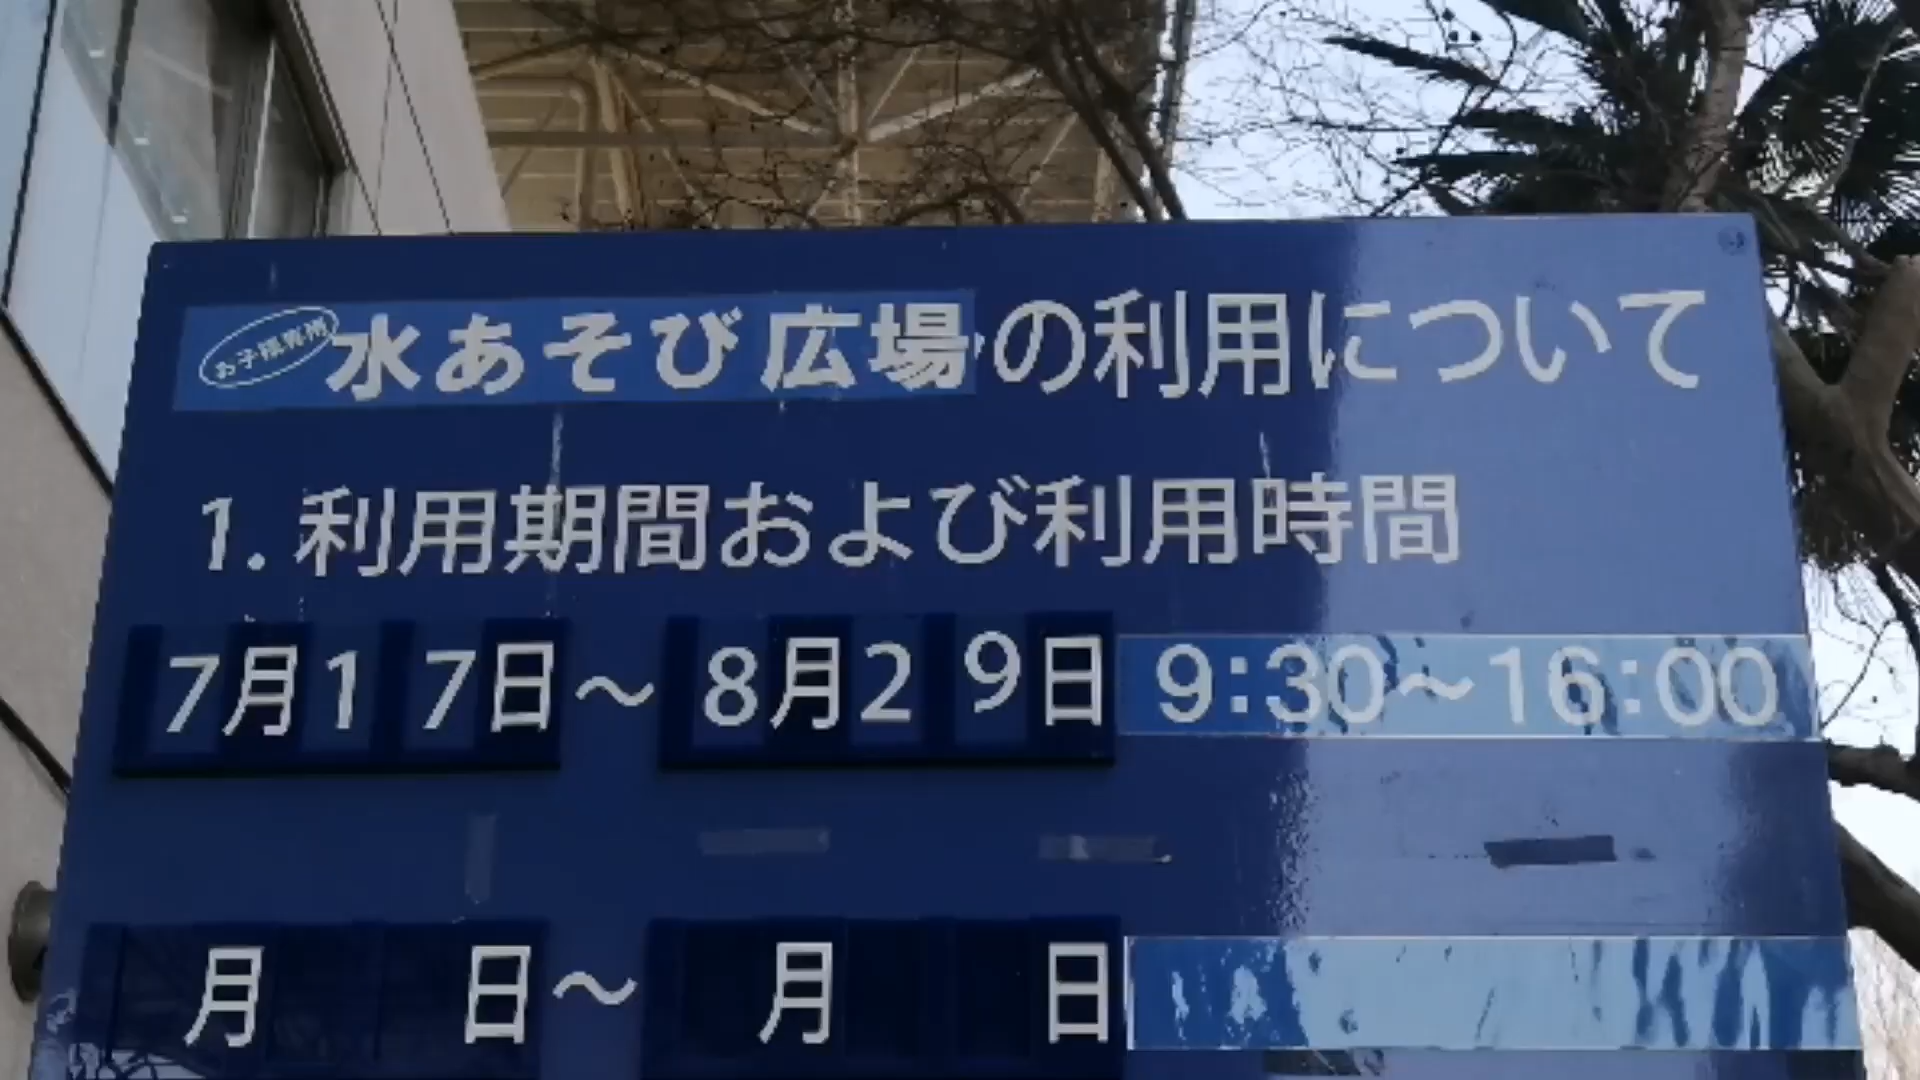 お子様専用 水あそび広場の利用について
1. 利用期間および利用時間
7月17日～8月29日 9:30～16:00
月 日～ 月 日